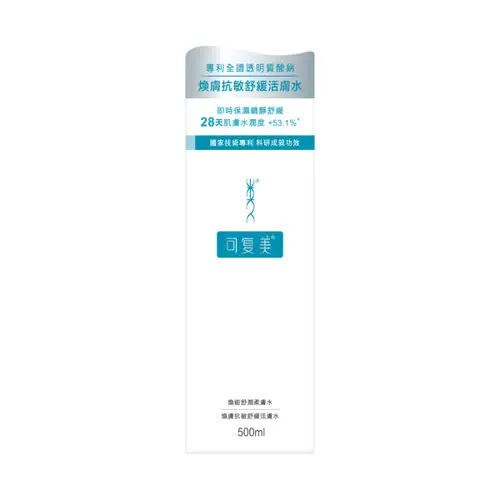 專利全譜透明質酸鈉
煥膚抗敏舒緩活膚水
即時保濕鎮靜舒緩
28天肌膚水潤度 +53.1%*
國家技術專利 科研成就功效
可复美®
煥能舒潤柔膚水
煥膚抗敏舒緩活膚水
500ml